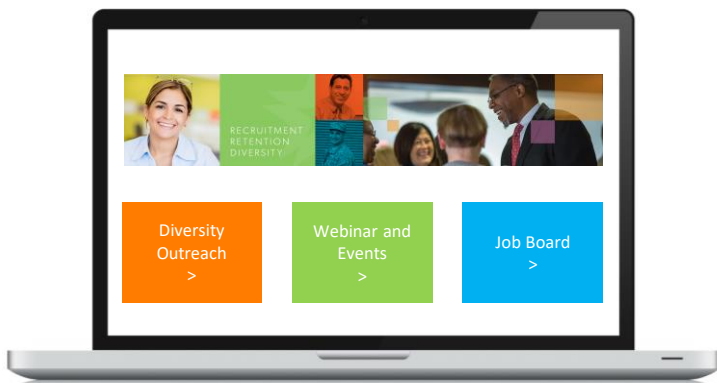 RECRUITMENT
RETENTION
DIVERSITY
Diversity
Outreach
>
Webinar and
Events
>
Job Board
>